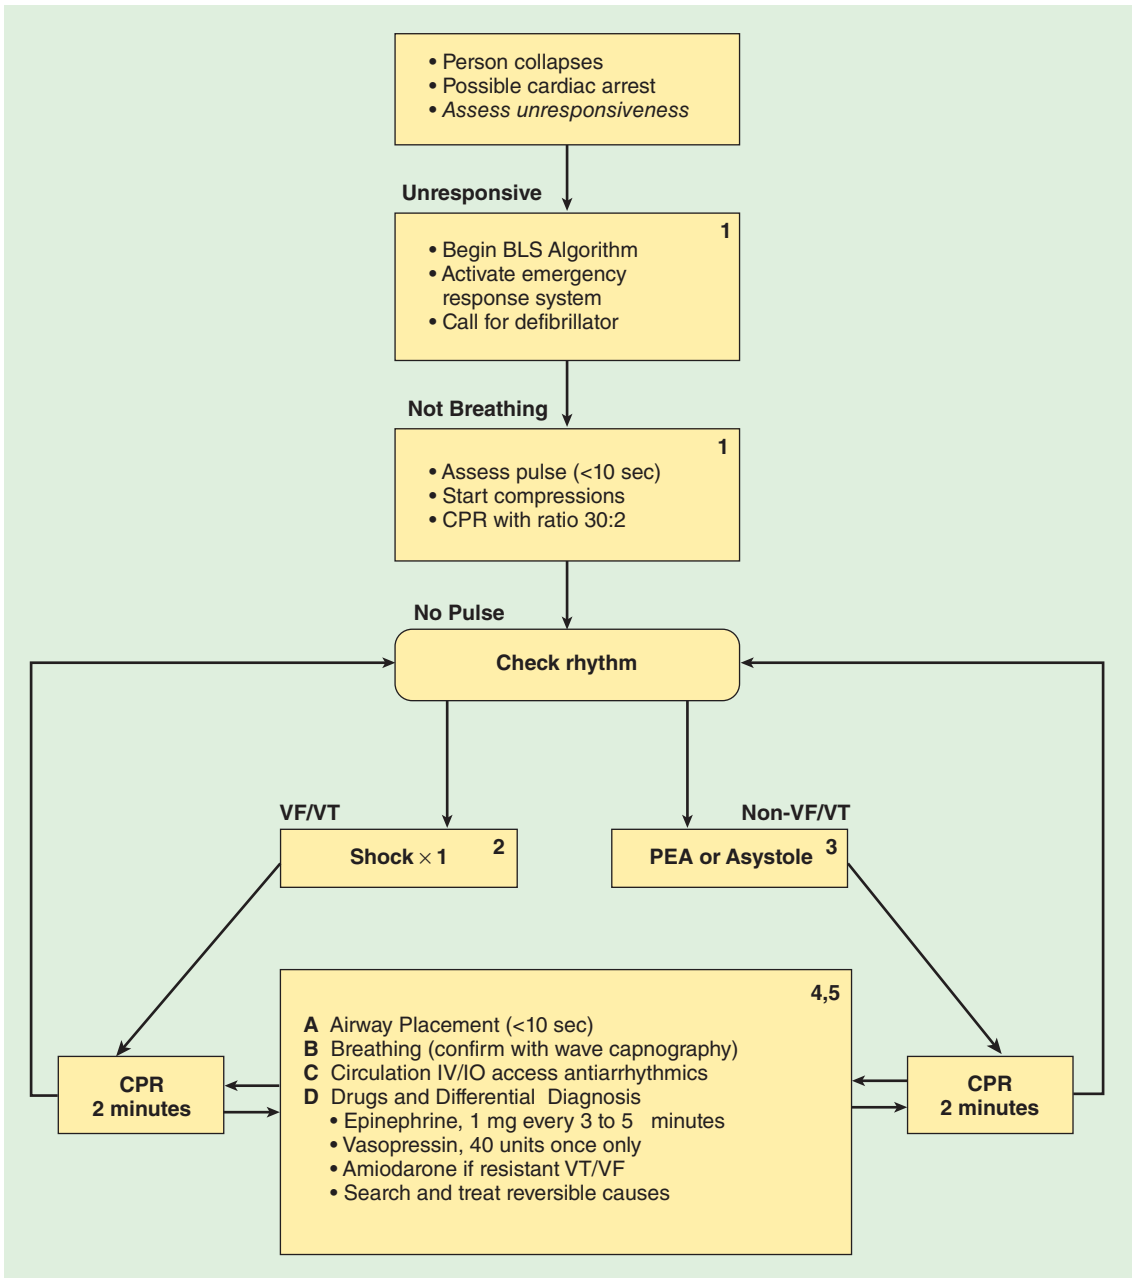 • Person collapses
• Possible cardiac arrest
• Assess unresponsiveness
Unresponsive
1
• Begin BLS Algorithm
• Activate emergency
response system
• Call for defibrillator
Not Breathing
1
• Assess pulse (<10 sec)
• Start compressions
• CPR with ratio 30:2
No Pulse
Check rhythm
VF/VT
Non-VF/VT
Shock × 1 2
PEA or Asystole 3
4,5
A Airway Placement (<10 sec)
B Breathing (confirm with wave capnography)
C Circulation IV/IO access antiarrhythmics
D Drugs and Differential Diagnosis
• Epinephrine, 1 mg every 3 to 5 minutes
• Vasopressin, 40 units once only
• Amiodarone if resistant VT/VF
• Search and treat reversible causes
CPR
2 minutes
CPR
2 minutes